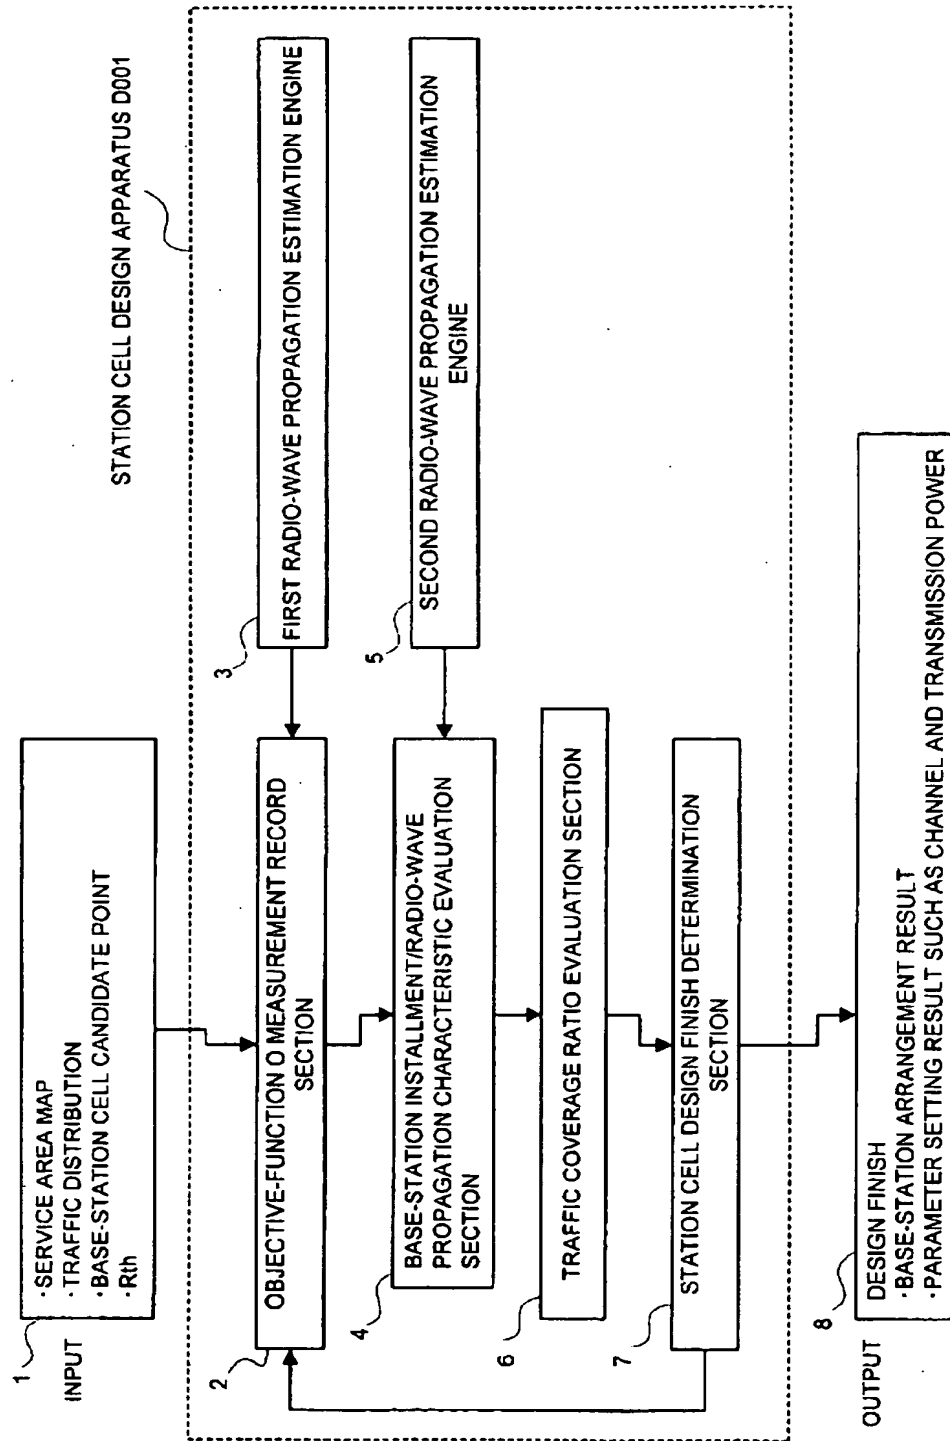 STATION CELL DESIGN APPARATUS D001
1
INPUT
·SERVICE AREA MAP
·TRAFFIC DISTRIBUTION
·BASE-STATION CELL CANDIDATE POINT
·Rth
2
OBJECTIVE-FUNCTION O MEASUREMENT RECORD
SECTION
3
FIRST RADIO-WAVE PROPAGATION ESTIMATION ENGINE
4
BASE-STATION INSTALLMENT/RADIO-WAVE
PROPAGATION CHARACTERISTIC EVALUATION
SECTION
5
SECOND RADIO-WAVE PROPAGATION ESTIMATION
ENGINE
6
TRAFFIC COVERAGE RATIO EVALUATION SECTION
7
STATION CELL DESIGN FINISH DETERMINATION
SECTION
8
OUTPUT
DESIGN FINISH
·BASE-STATION ARRANGEMENT RESULT
·PARAMETER SETTING RESULT SUCH AS CHANNEL AND TRANSMISSION POWER